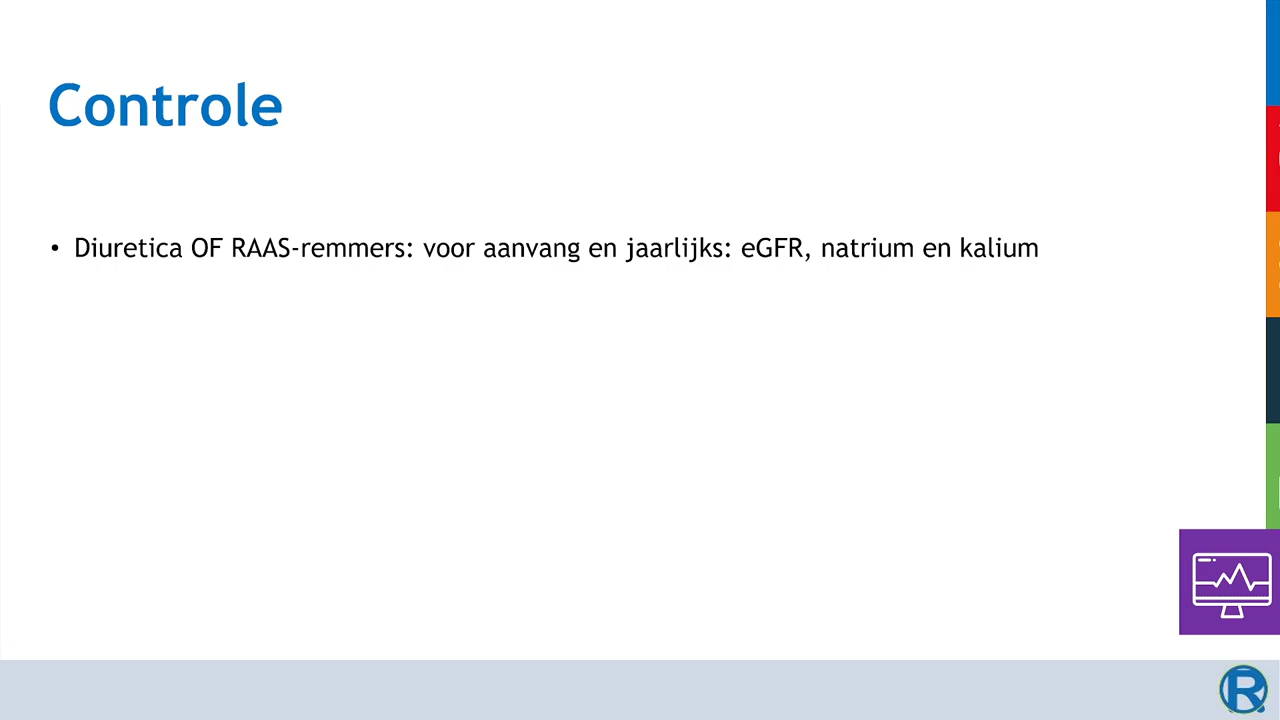 Controle
• Diuretica OF RAAS-remmers: voor aanvang en jaarlijks: eGFR, natrium en kalium
R